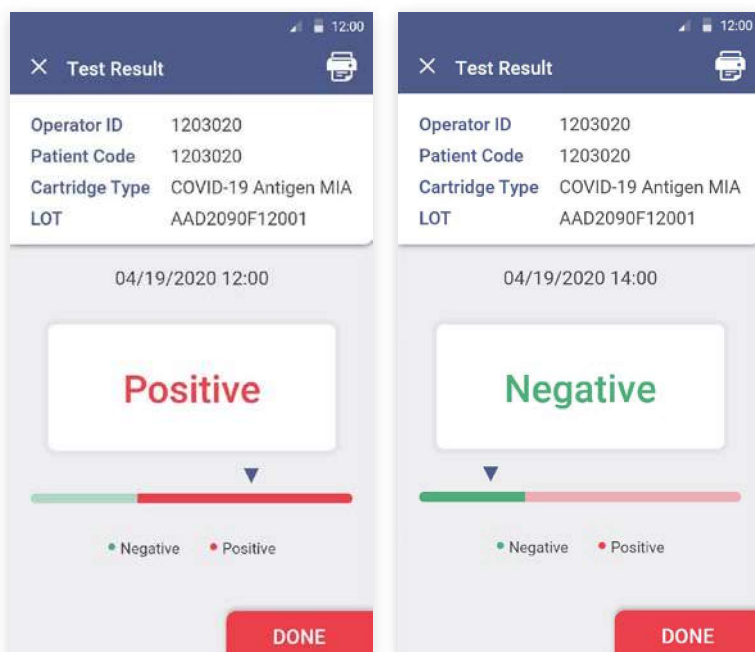 12:00
Test Result
Operator ID 1203020
Patient Code 1203020
Cartridge Type COVID-19 Antigen MIA
LOT AAD2090F12001
04/19/2020 12:00
Positive
Negative Positive
DONE
12:00
Test Result
Operator ID 1203020
Patient Code 1203020
Cartridge Type COVID-19 Antigen MIA
LOT AAD2090F12001
04/19/2020 14:00
Negative
Negative Positive
DONE